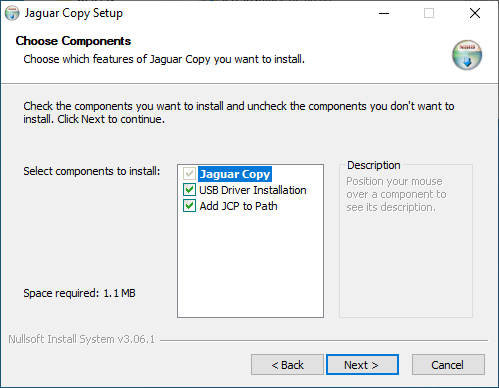 Jaguar Copy Setup
Choose Components
Choose which features of Jaguar Copy you want to install.
Check the components you want to install and uncheck the components you don't want to
install. Click Next to continue.
Select components to install:
Jaguar Copy
USB Driver Installation
Add JCP to Path
Description
Position your mouse
over a component to
see its description.
Space required: 1.1 MB
Nullsoft Install System v3.06.1
< Back
Next >
Cancel